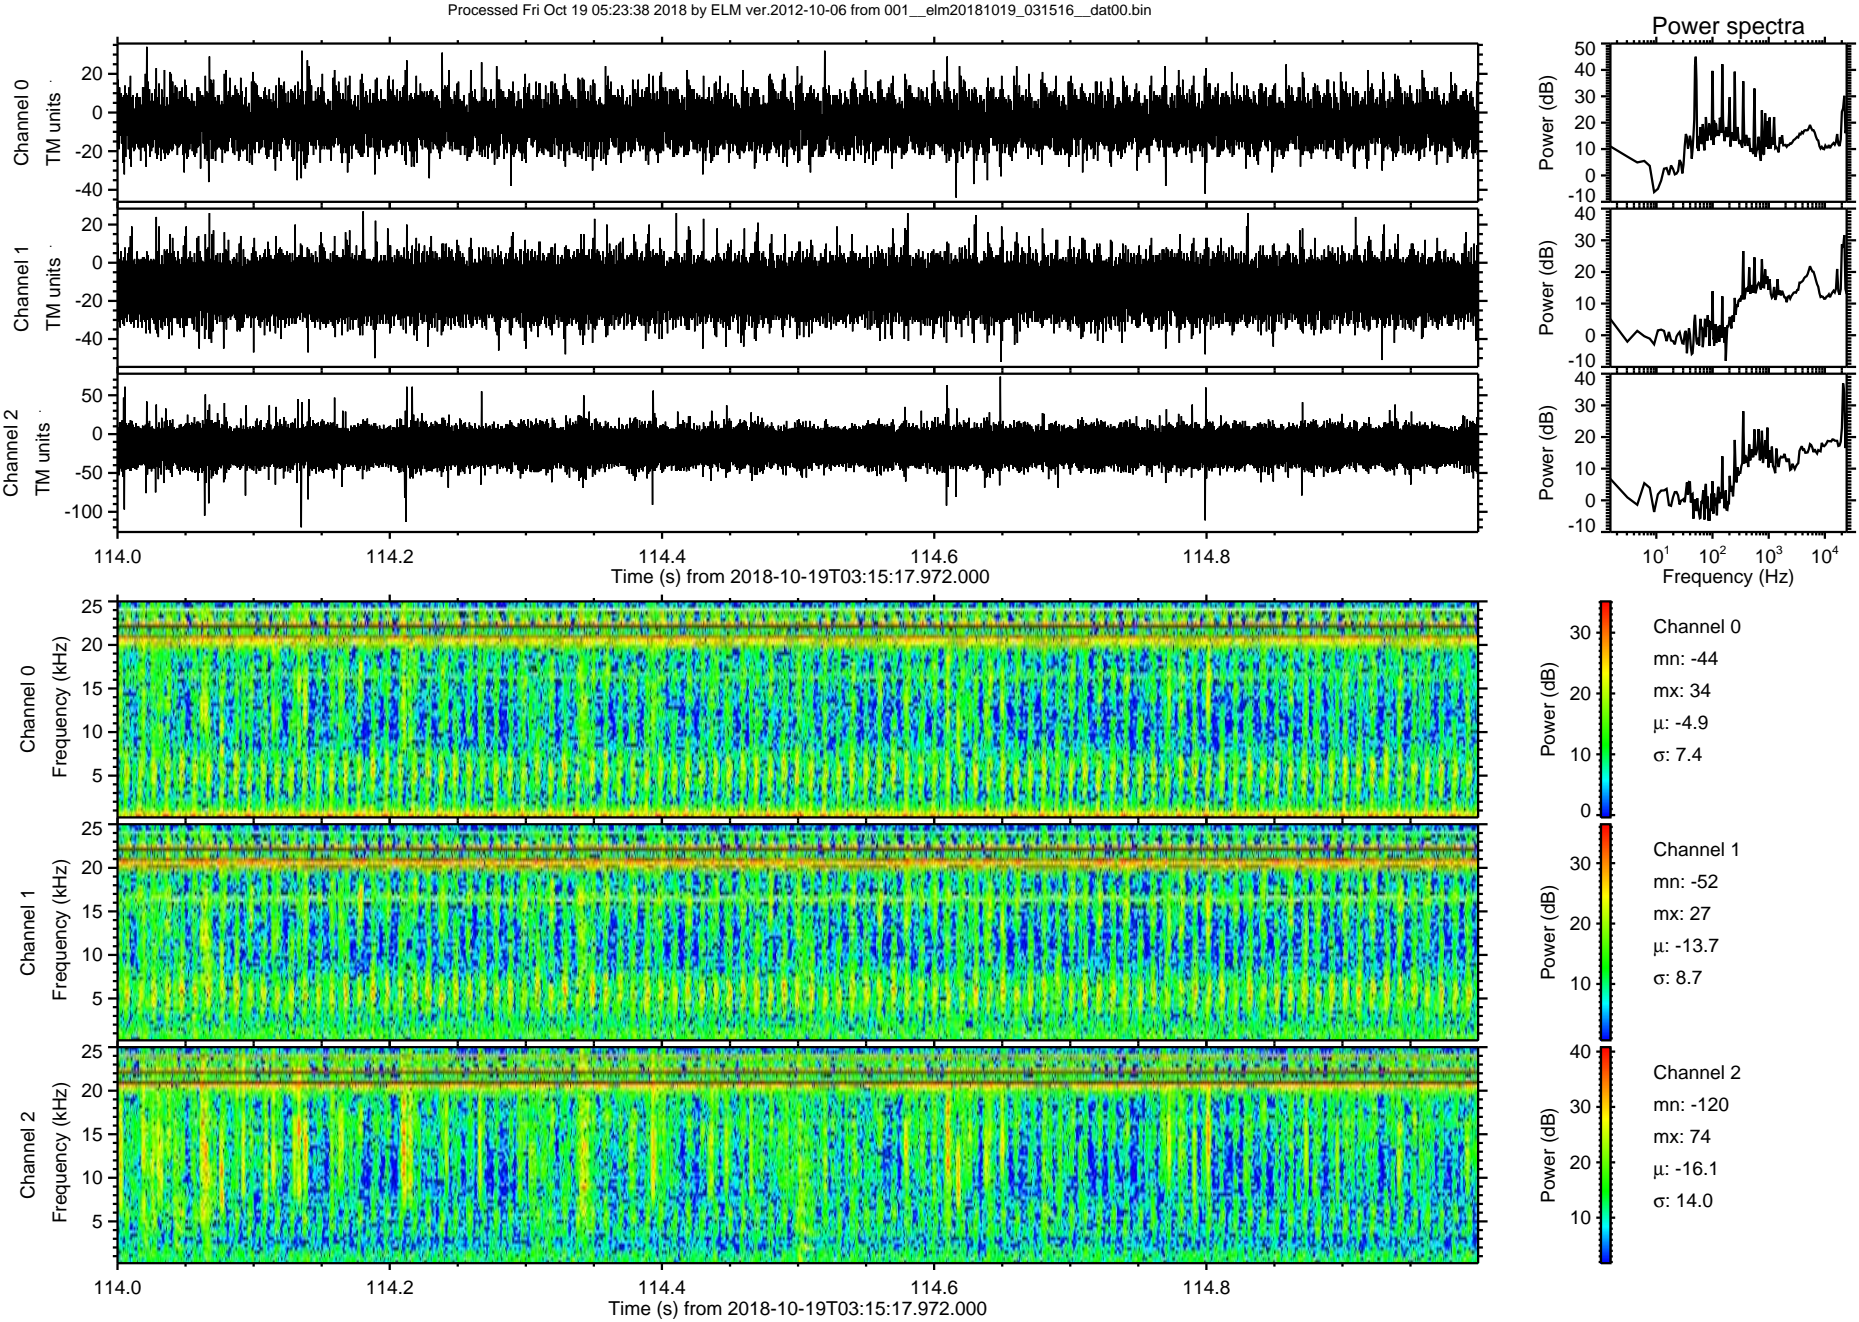 Processed Fri Oct 19 05:23:38 2018 by ELM ver.2012-10-06 from 001__elm20181019_031516__dat00.bin
Power spectra
Channel 0
TM units
20
0
-20
-40
Power (dB)
50
40
30
20
10
0
-10
Channel 1
TM units
20
0
-20
-40
Power (dB)
40
30
20
10
0
-10
Channel 2
TM units
50
0
-50
-100
Power (dB)
40
30
20
10
0
-10
114.0 114.2 114.4 114.6 114.8
Time (s) from 2018-10-19T03:15:17.972.000
10^1 10^2 10^3 10^4
Frequency (Hz)
Channel 0
Frequency (kHz)
25
20
15
10
5
Power (dB)
30
20
10
0
Channel 0
mn: -44
mx: 34
μ: -4.9
σ: 7.4
Channel 1
Frequency (kHz)
25
20
15
10
5
Power (dB)
30
20
10
Channel 1
mn: -52
mx: 27
μ: -13.7
σ: 8.7
Channel 2
Frequency (kHz)
25
20
15
10
5
Power (dB)
40
30
20
10
Channel 2
mn: -120
mx: 74
μ: -16.1
σ: 14.0
114.0 114.2 114.4 114.6 114.8
Time (s) from 2018-10-19T03:15:17.972.000